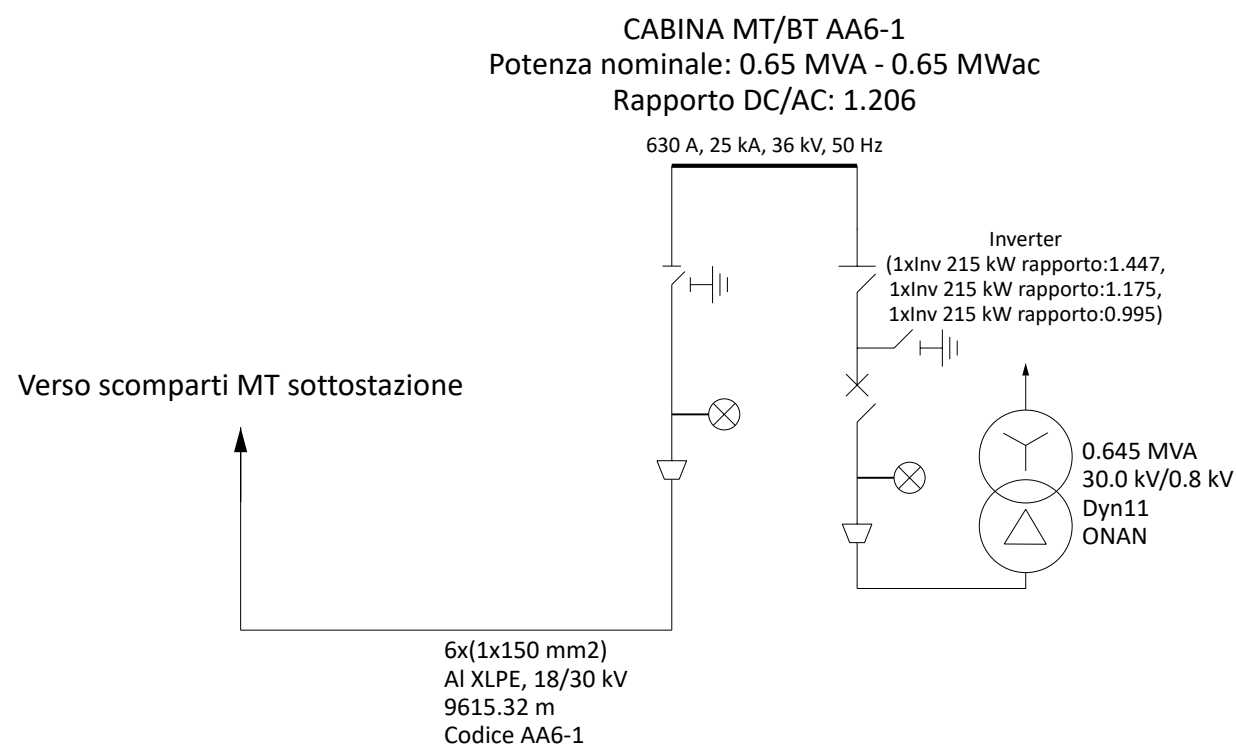 CABINA MT/BT AA6-1
Potenza nominale: 0.65 MVA - 0.65 MWac
Rapporto DC/AC: 1.206
630 A, 25 kA, 36 kV, 50 Hz
Inverter
(1xInv 215 kW rapporto:1.447,
1xInv 215 kW rapporto:1.175,
1xInv 215 kW rapporto:0.995)
Verso scomparti MT sottostazione
0.645 MVA
30.0 kV/0.8 kV
Dyn11
ONAN
6x(1x150 mm2)
Al XLPE, 18/30 kV
9615.32 m
Codice AA6-1